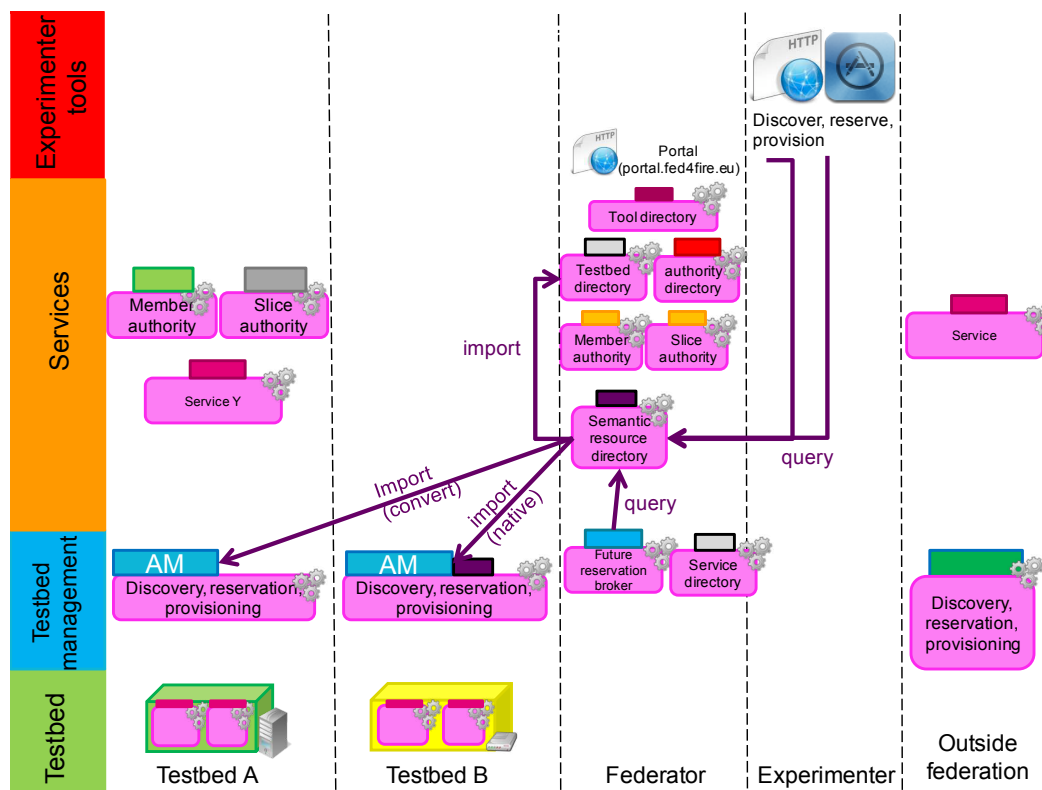 Experimenter
tools
Services
Testbed
management
Testbed
HTTP
Discover, reserve,
provision
HTTP
Portal
(portal.fed4fire.eu)
Tool directory
Testbed
directory
authority
directory
Member
authority
Slice
authority
Member
authority
Slice
authority
Service
import
Service Y
Semantic
resource
directory
query
Import
(convert)
import
(native)
query
AM
Discovery, reservation,
provisioning
AM
Discovery, reservation,
provisioning
Future
reservation
broker
Service
directory
Discovery,
reservation,
provisioning
Testbed A
Testbed B
Federator
Experimenter
Outside
federation